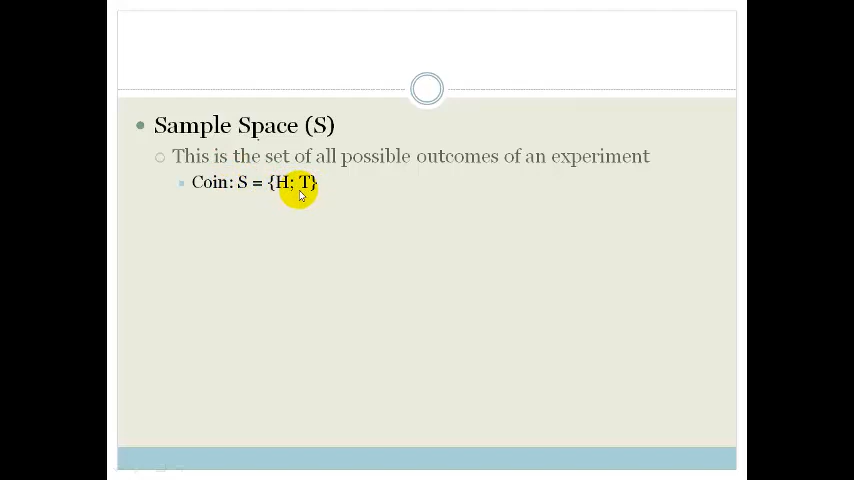 Sample Space (S)
This is the set of all possible outcomes of an experiment
Coin: S = {H; T}